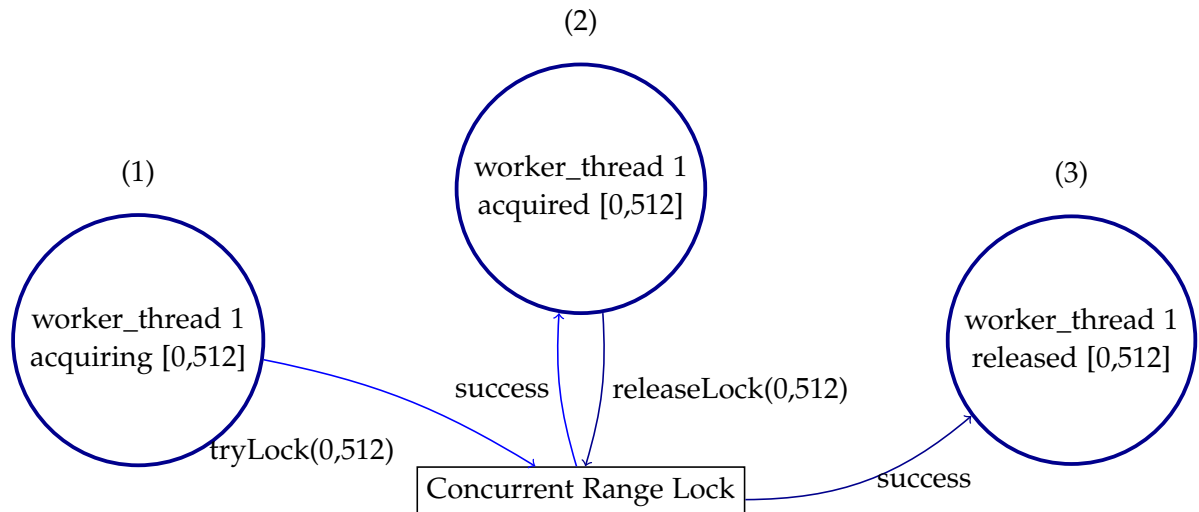 (2)
worker_thread 1
acquired [0,512]
(1)
(3)
worker_thread 1
acquiring [0,512]
worker_thread 1
released [0,512]
success
releaseLock(0,512)
tryLock(0,512)
Concurrent Range Lock
success